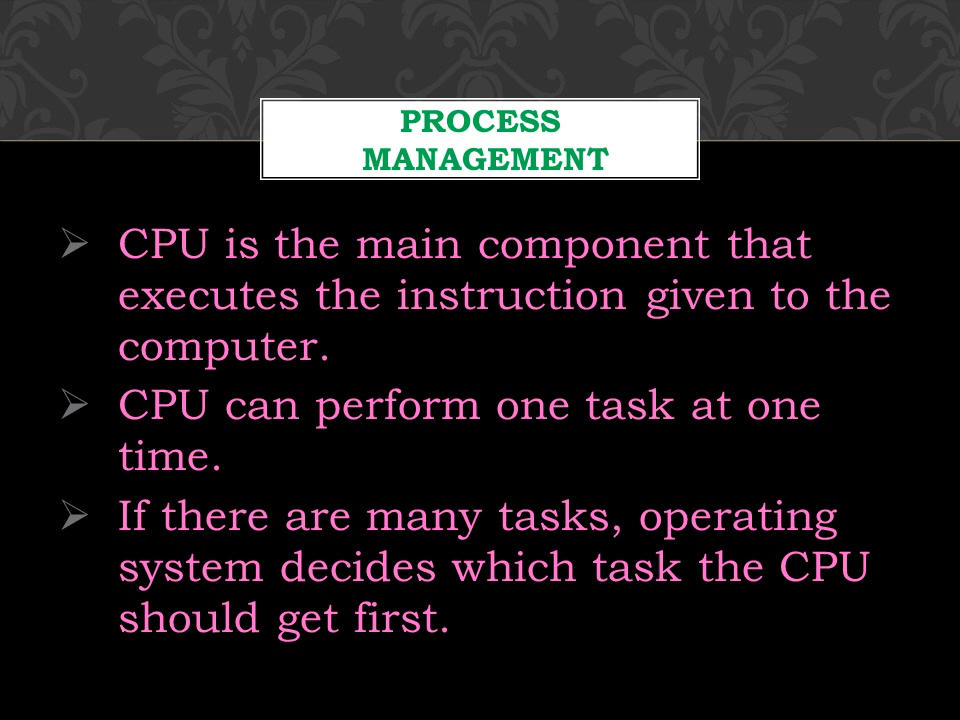 PROCESS
MANAGEMENT
➢ CPU is the main component that
executes the instruction given to the
computer.
➢ CPU can perform one task at one
time.
➢ If there are many tasks, operating
system decides which task the CPU
should get first.